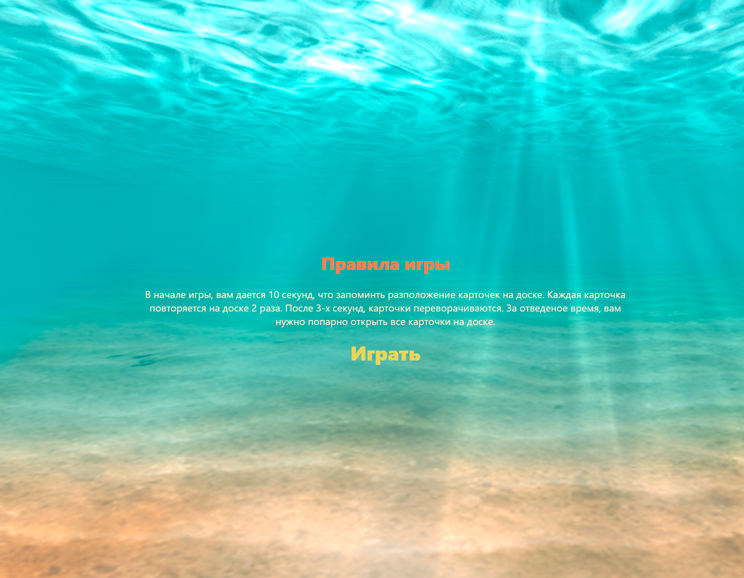 Правила игры
В начале игры, вам дается 10 секунд, что запоминть разположение карточек на доске. Каждая карточка
повторяется на доске 2 раза. После 3-х секунд, карточки переворачиваются. За отведеное время, вам
нужно попарно открыть все карточки на доске.
Играть